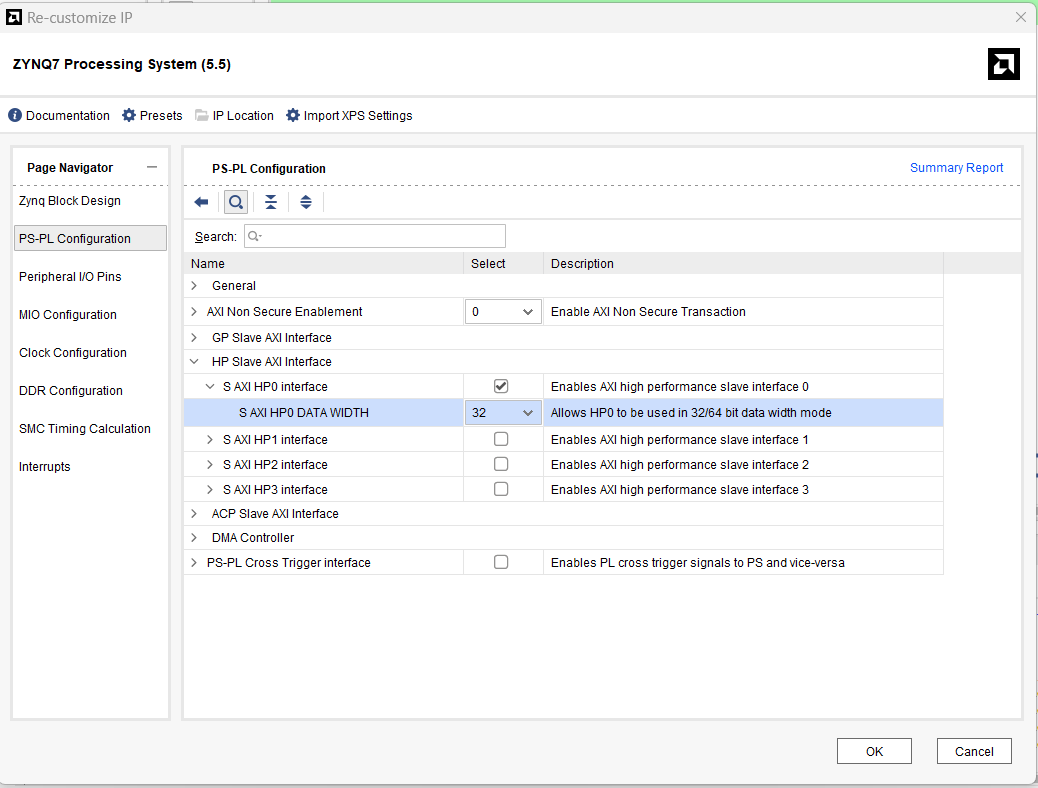 Re-customize IP
ZYNQ7 Processing System (5.5)
Documentation Presets IP Location Import XPS Settings
Page Navigator
Zynq Block Design
PS-PL Configuration
Peripheral I/O Pins
MIO Configuration
Clock Configuration
DDR Configuration
SMC Timing Calculation
Interrupts
PS-PL Configuration Summary Report
Search:
Name Select Description
General
AXI Non Secure Enablement 0 Enable AXI Non Secure Transaction
GP Slave AXI Interface
HP Slave AXI Interface
S AXI HP0 interface Enables AXI high performance slave interface 0
S AXI HP0 DATA WIDTH 32 Allows HP0 to be used in 32/64 bit data width mode
S AXI HP1 interface Enables AXI high performance slave interface 1
S AXI HP2 interface Enables AXI high performance slave interface 2
S AXI HP3 interface Enables AXI high performance slave interface 3
ACP Slave AXI Interface
DMA Controller
PS-PL Cross Trigger interface Enables PL cross trigger signals to PS and vice-versa
OK Cancel